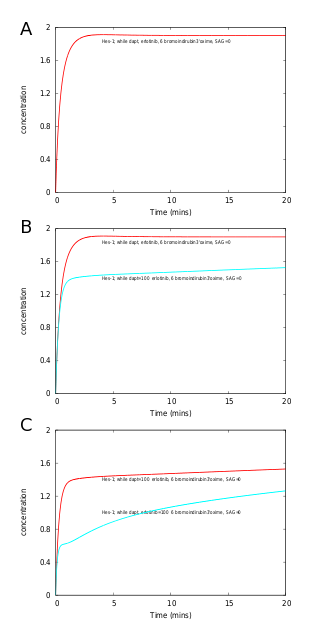 A
2
1.6
1.2
0.8
0.4
0
concentration
Hes-1; while dapt, erlotinib, 6 bromoindirubin3'oxime, SAG =0
0 5 10 15 20
Time (mins)
B
2
1.6
1.2
0.8
0.4
0
concentration
Hes-1; while dapt, erlotinib, 6 bromoindirubin3'oxime, SAG =0
Hes-1; while dapt=100 erlotinib, 6 bromoindirubin3'oxime, SAG =0
0 5 10 15 20
Time (mins)
C
2
1.6
1.2
0.8
0.4
0
concentration
Hes-1; while dapt=100 erlotinib, 6 bromoindirubin3'oxime, SAG =0
Hes-1; while dapt, =100 6 bromoindirubin3'oxime, SAG =0
0 5 10 15 20
Time (mins)